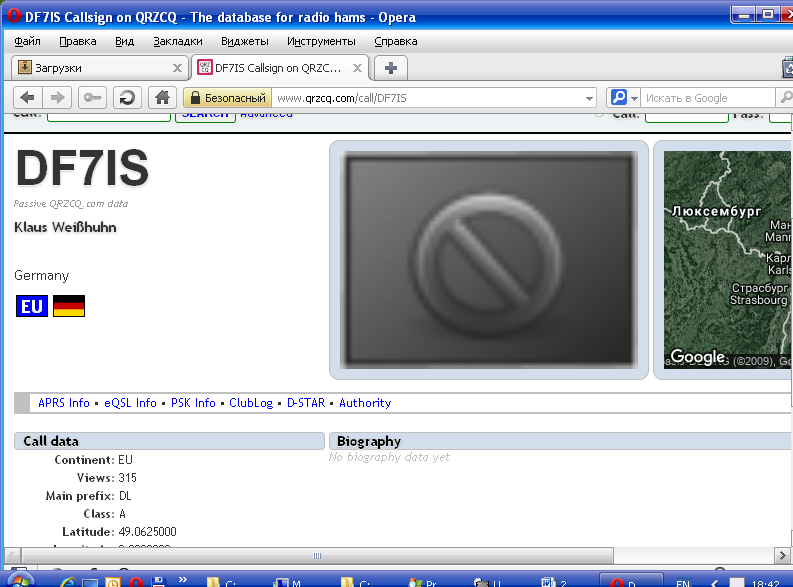 DF7IS Callsign on QRZCQ - The database for radio hams - Opera
Файл Правка Вид Закладки Виджеты Инструменты Справка
Загрузки DF7IS Callsign on QRZC...
Безопасный www.qrzcq.com/call/DF7IS Искать в Google
Call: SEARCH Advanced Call: Pass:
DF7IS
Passive QRZCQ.com data
Klaus Weißhuhn
Germany
EU
Люксембург
Ман
Mann
Карл
Karls
Страсбург
Strasbourg
Google
(©2009), Go
APRS Info • eQSL Info • PSK Info • ClubLog • D-STAR • Authority
Call data
Continent: EU
Views: 315
Main prefix: DL
Class: A
Latitude: 49.0625000
Biography
No biography data yet
EN 18:42